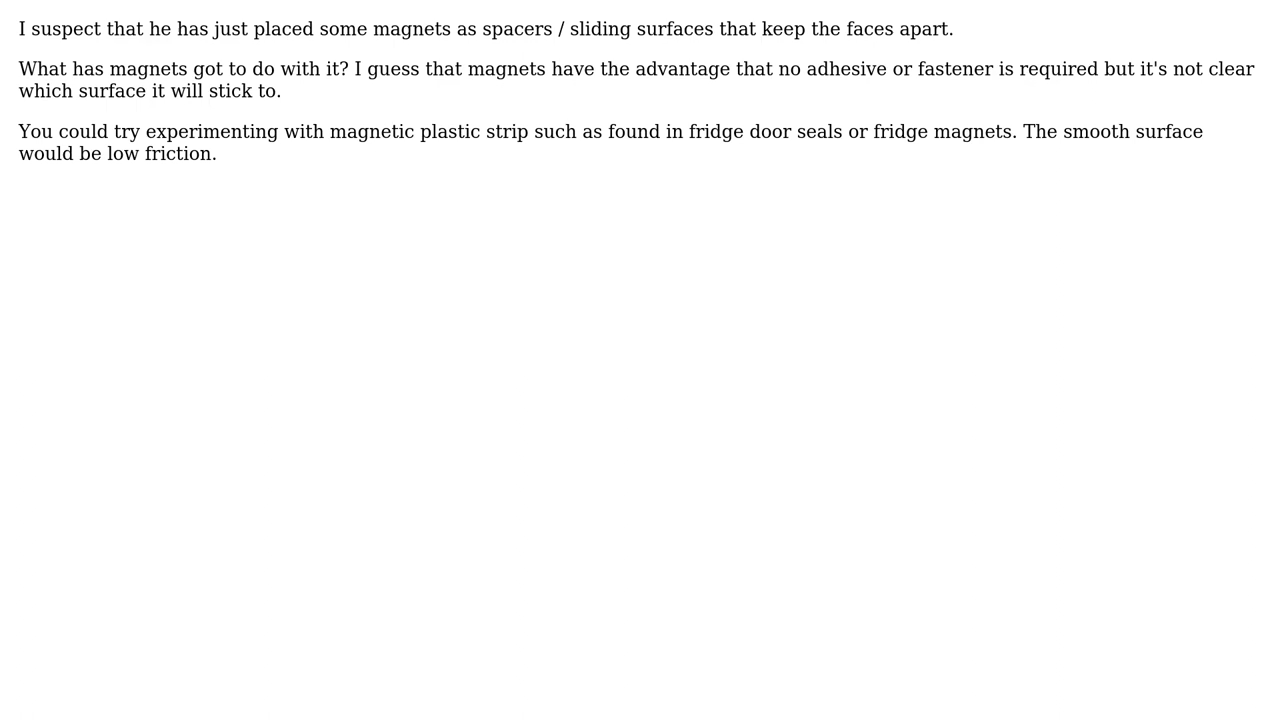 I suspect that he has just placed some magnets as spacers / sliding surfaces that keep the faces apart.
What has magnets got to do with it? I guess that magnets have the advantage that no adhesive or fastener is required but it's not clear
which surface it will stick to.
You could try experimenting with magnetic plastic strip such as found in fridge door seals or fridge magnets. The smooth surface
would be low friction.